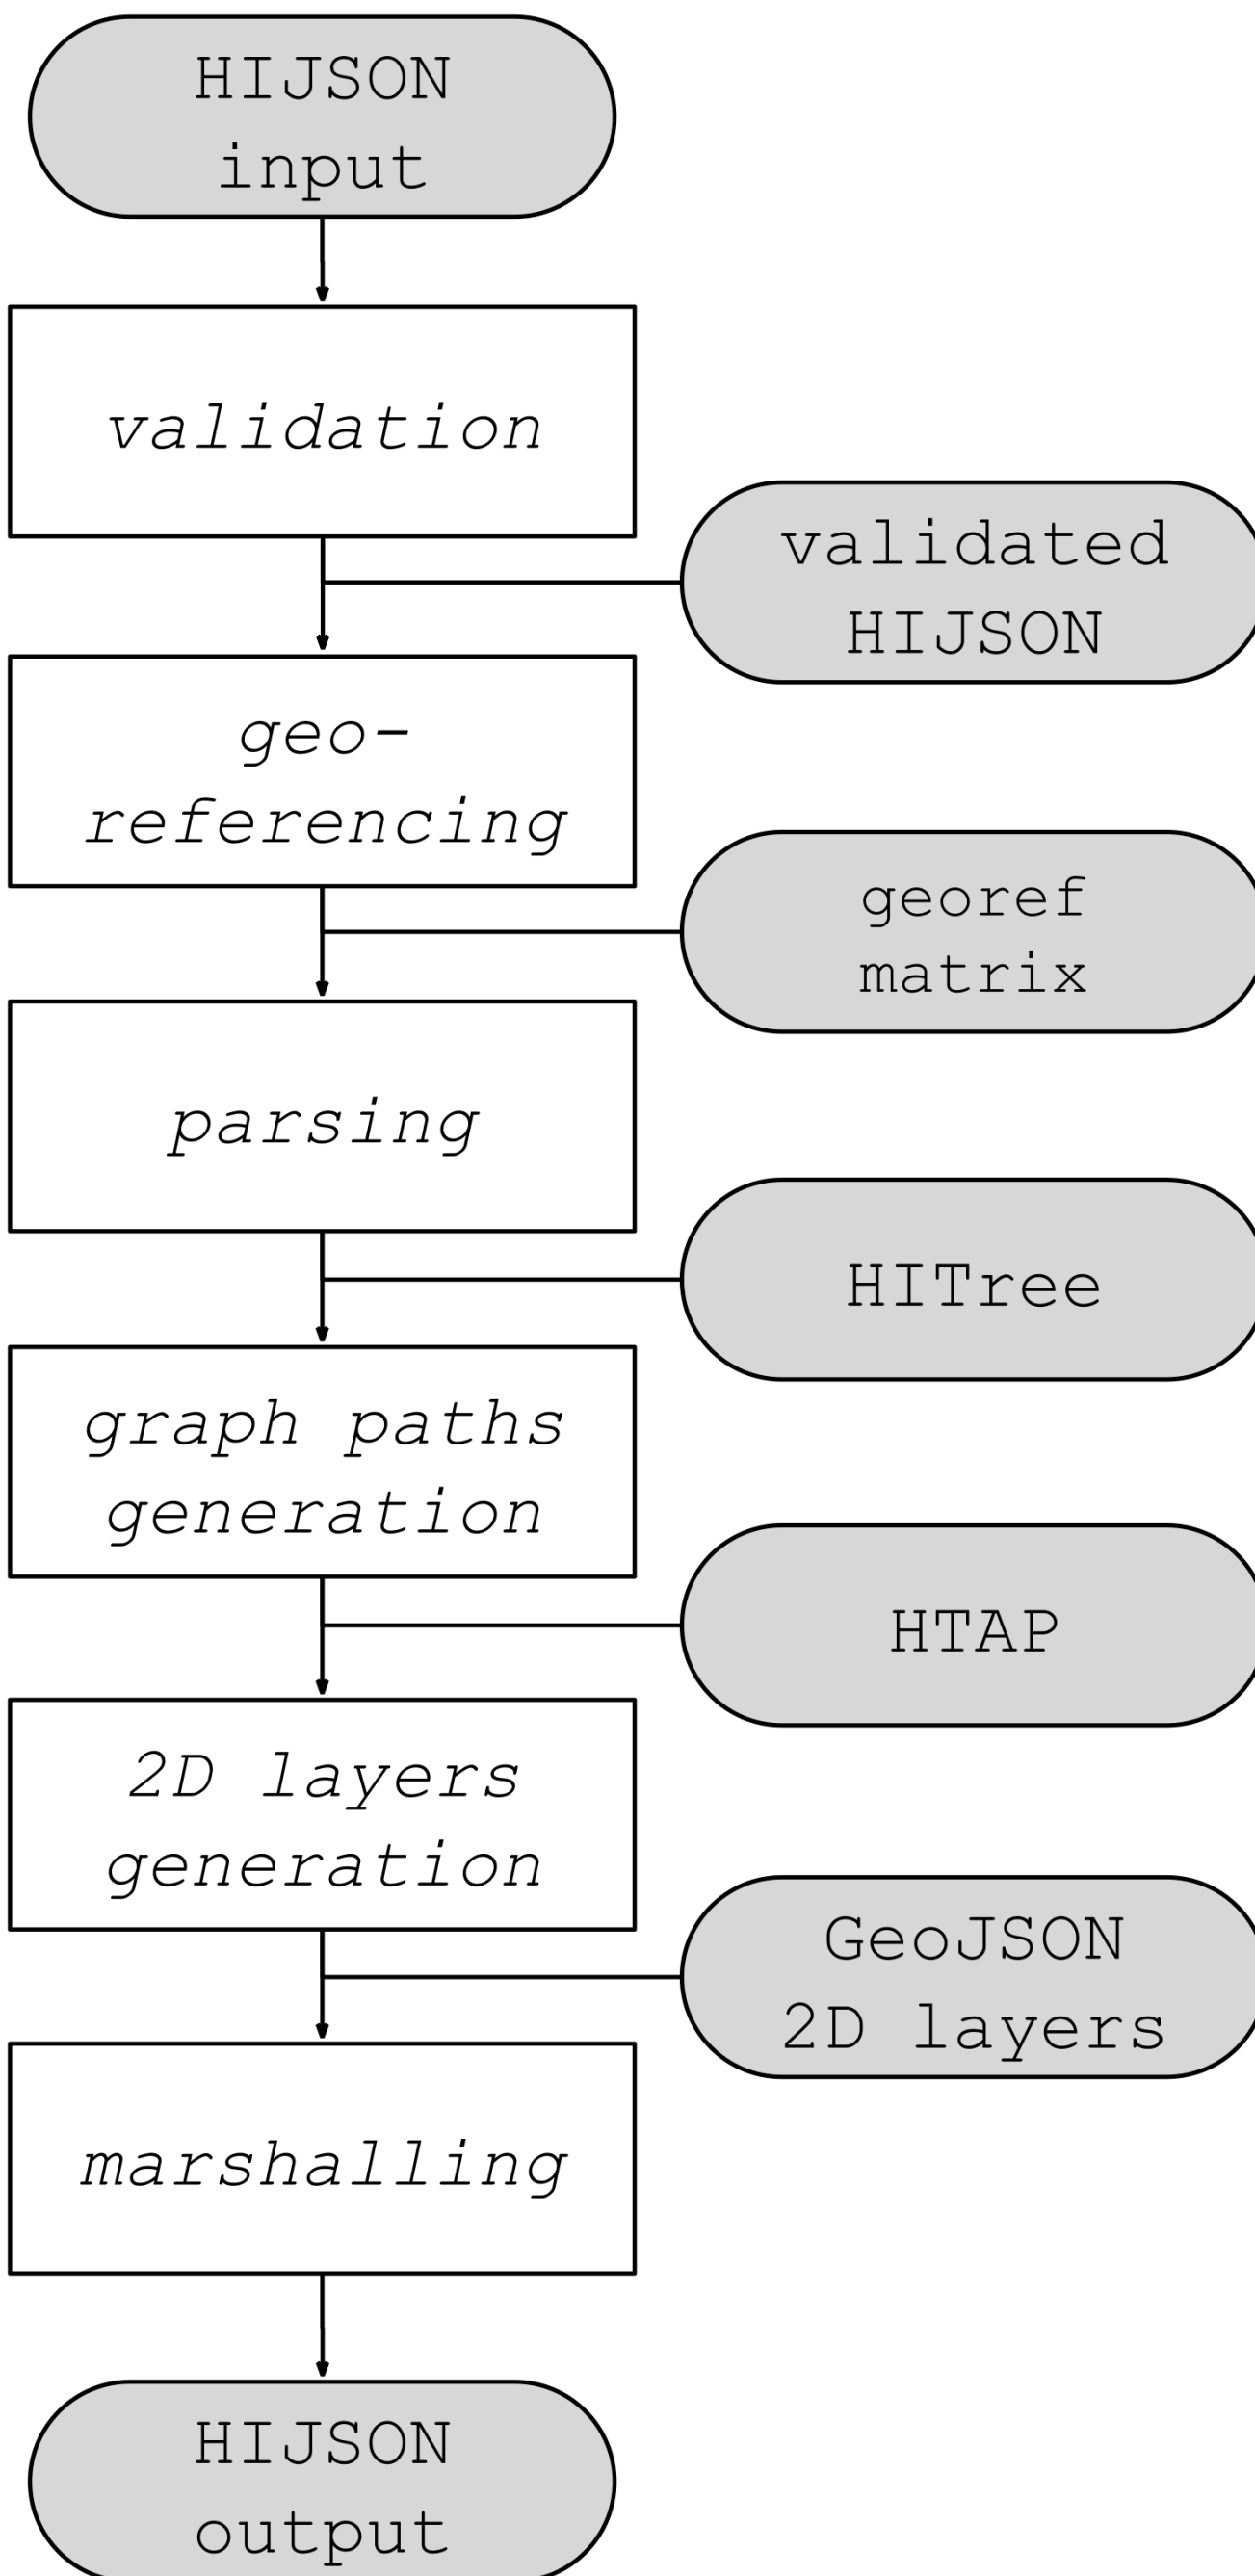 HIJSON
input
validation
validated
HIJSON
geo-
referencing
georef
matrix
parsing
HITree
graph paths
generation
HTAP
2D layers
generation
GeoJSON
2D layers
marshalling
HIJSON
output